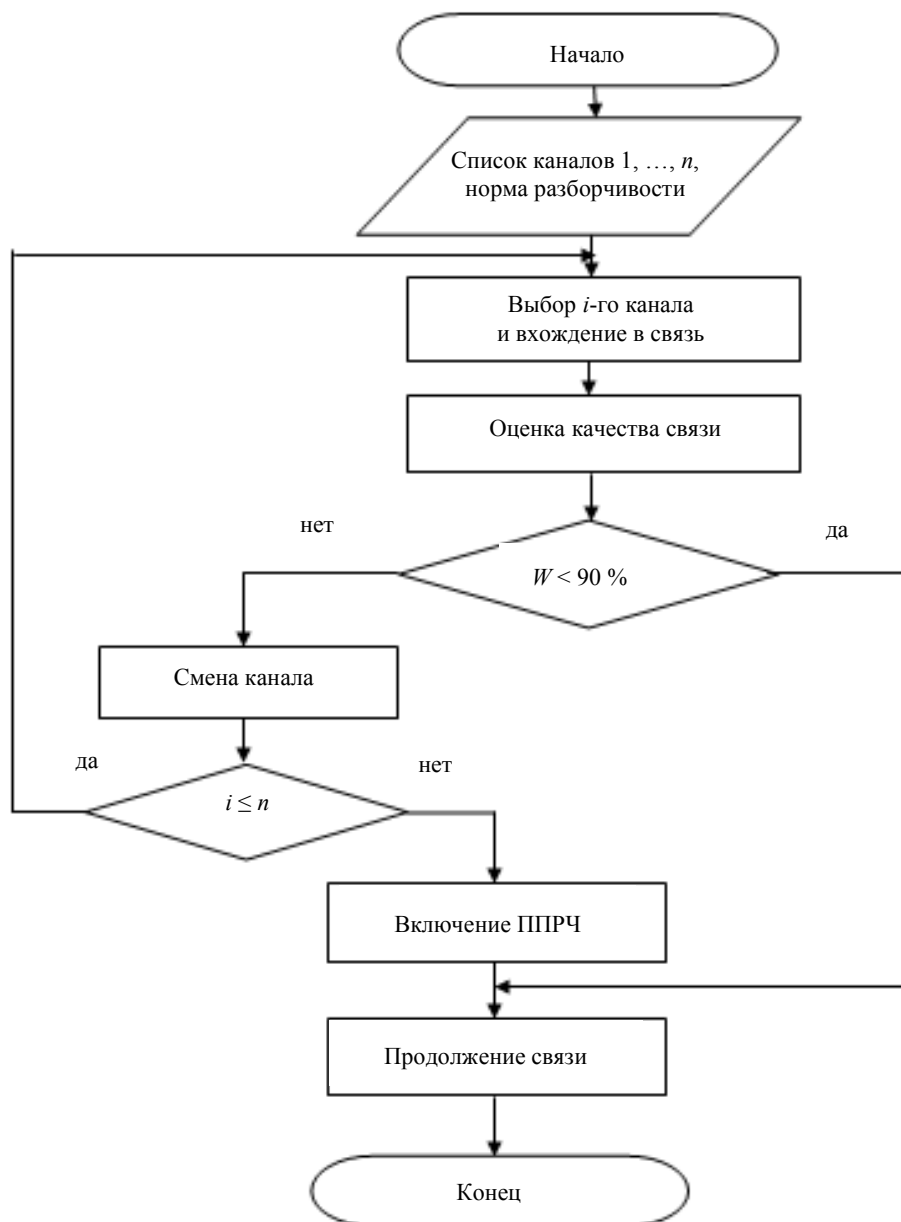 Начало
Список каналов 1, …, n,
норма разборчивости
Выбор i-го канала
и вхождение в связь
Оценка качества связи
нет
да
W < 90 %
Смена канала
да
нет
i ≤ n
Включение ППРЧ
Продолжение связи
Конец